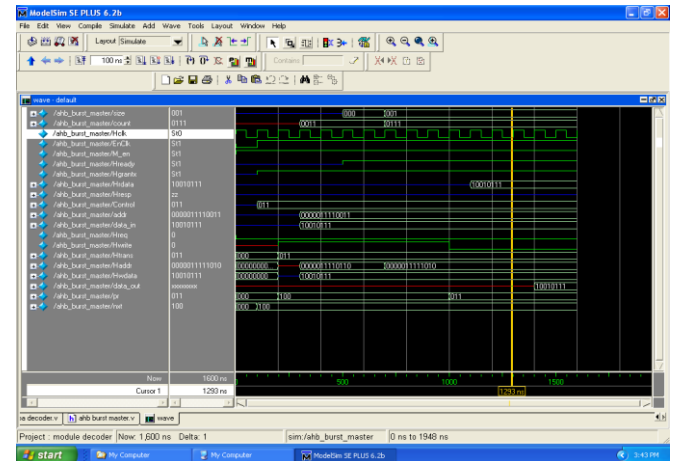 ModelSim SE PLUS 6.2b
File Edit View Compile Simulate Add Wave Tools Layout Window Help
Layout Simulate
100 ns
Contains
wave - default
/ahb_burst_master/size 001 000 001
/ahb_burst_master/count 0111 0011 0111
/ahb_burst_master/Hclk St0
/ahb_burst_master/EnClk St1
/ahb_burst_master/M_en St1
/ahb_burst_master/Hready St1
/ahb_burst_master/Hgrantx St1
/ahb_burst_master/Hrdata 10010111 10010111
/ahb_burst_master/Hresp zz
/ahb_burst_master/Control 011 011
/ahb_burst_master/addr 0000011110011 0000011110011
/ahb_burst_master/data_in 10010111 10010111
/ahb_burst_master/Hreq 0
/ahb_burst_master/Hwrite 0
/ahb_burst_master/Htrans 011 000 011
/ahb_burst_master/Haddr 0000011111010 00000000 0000011110110 0000011111010
/ahb_burst_master/Hwdata 10010111 00000000 10010111
/ahb_burst_master/data_out xxxxxxxx 10010111
/ahb_burst_master/pr 011 000 100 011
/ahb_burst_master/nxt 100 000 100
Now 1600 ns 500 1000 1500
Cursor 1 1293 ns 1293 ns
decoder.v ahb burst master.v wave
Project : module decoder Now: 1,600 ns Delta: 1 sim:/ahb_burst_master 0 ns to 1948 ns
start My Computer My Computer ModelSim SE PLUS 6.2b 3:43 PM